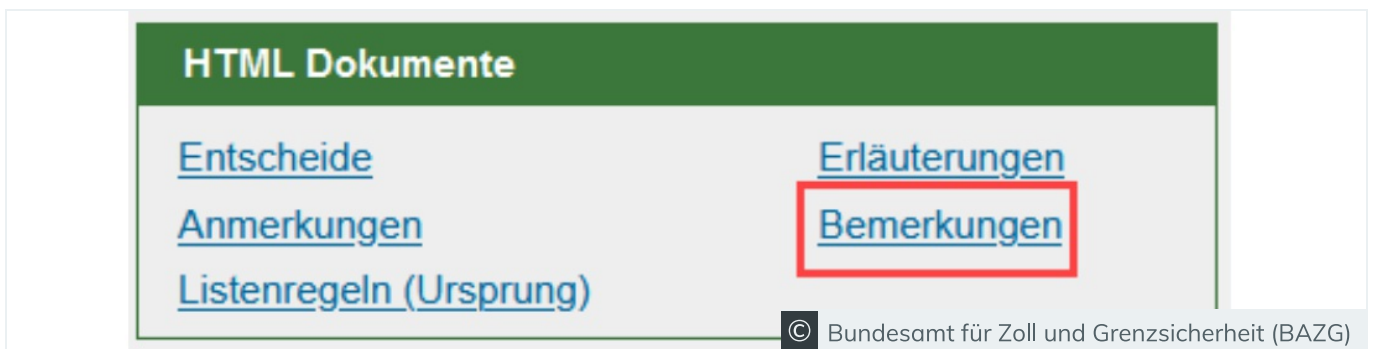 HTML Dokumente
Entscheide Erläuterungen
Anmerkungen Bemerkungen
Listenregeln (Ursprung)
© Bundesamt für Zoll und Grenzsicherheit (BAZG)